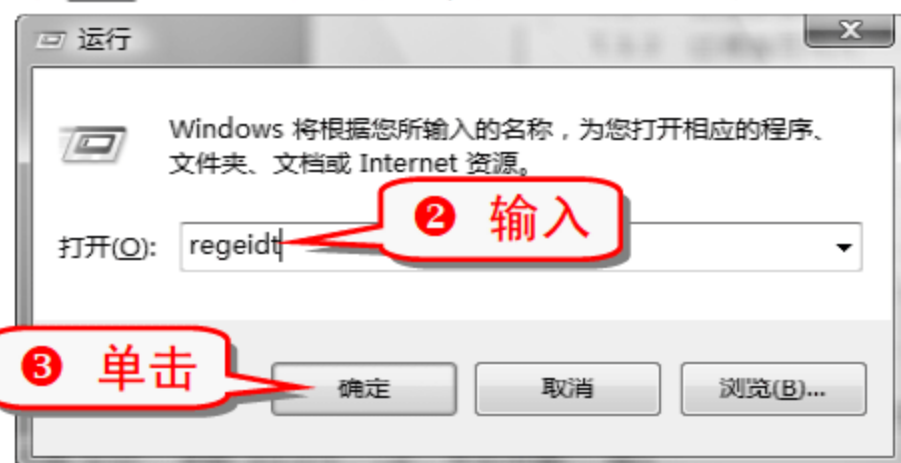 运行
Windows 将根据您所输入的名称，为您打开相应的程序、
文件夹、文档或 Internet 资源。
❷ 输入
打开(O): regeidt
❸ 单击
确定 取消 浏览(B)...